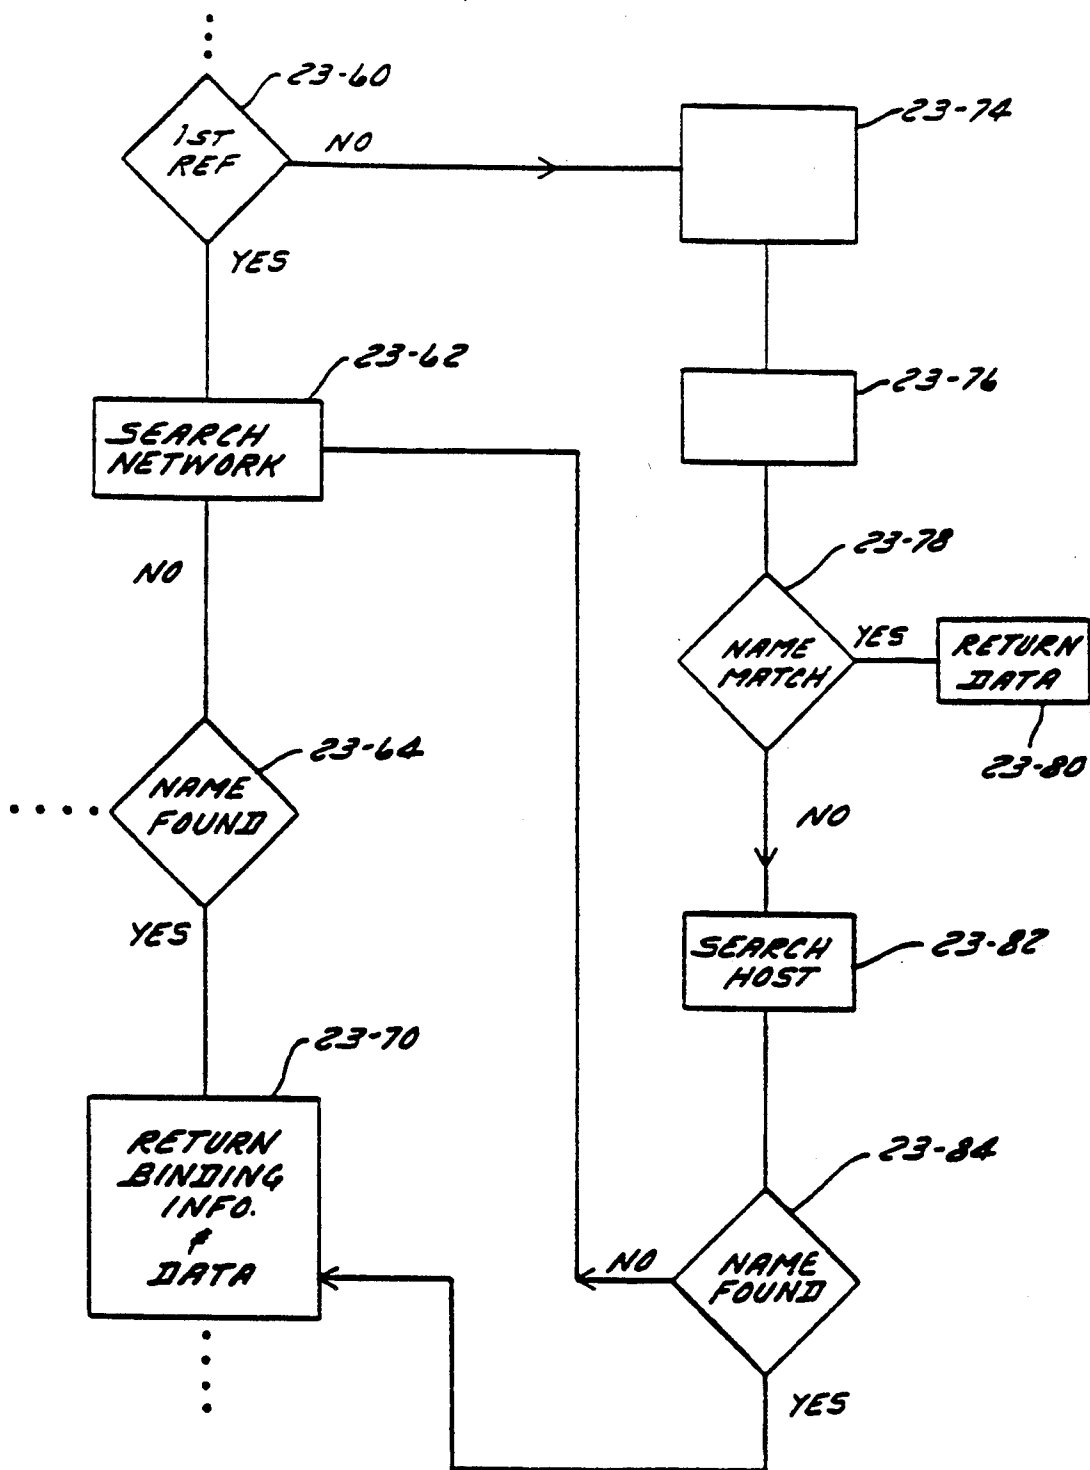 23-60
1ST
REF
NO
YES
23-74
23-62
SEARCH
NETWORK
23-76
NO
23-78
NAME
MATCH
YES
RETURN
DATA
23-80
23-64
NAME
FOUND
NO
YES
SEARCH
HOST
23-82
23-70
RETURN
BINDING
INFO.
&
DATA
23-84
NAME
FOUND
NO
YES